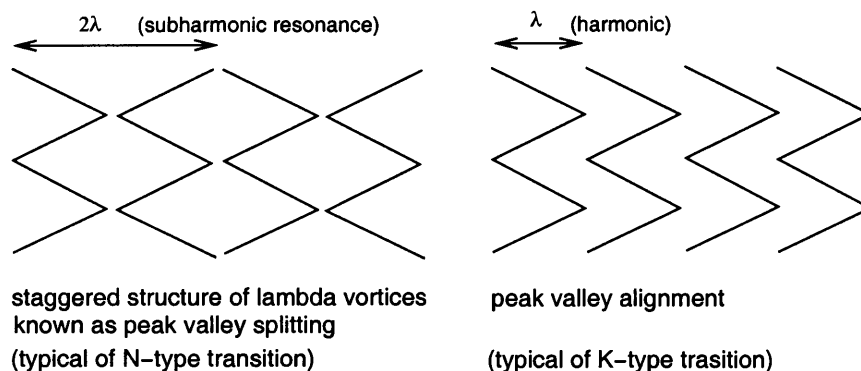 2λ (subharmonic resonance)
λ (harmonic)
staggered structure of lambda vortices
known as peak valley splitting
(typical of N−type transition)
peak valley alignment
(typical of K−type trasition)